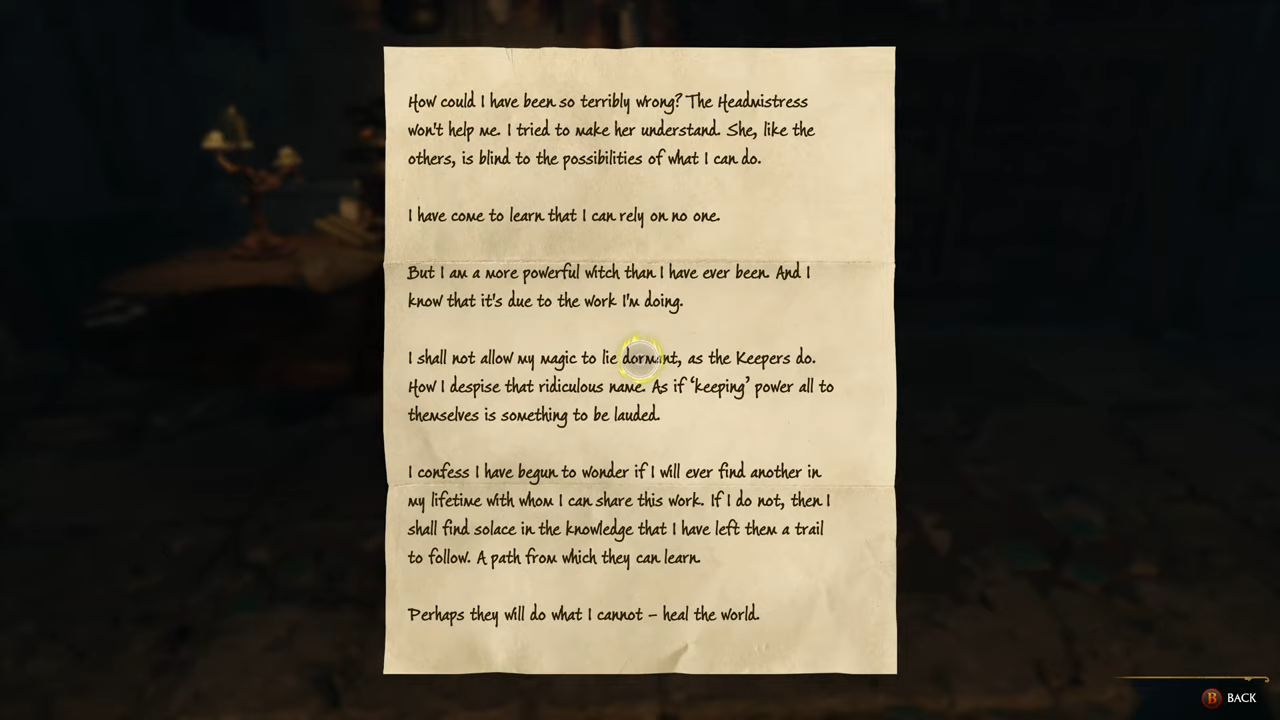 How could I have been so terribly wrong? The Headmistress
won't help me. I tried to make her understand. She, like the
others, is blind to the possibilities of what I can do.
I have come to learn that I can rely on no one.
But I am a more powerful witch than I have ever been. And I
know that it's due to the work I'm doing.
I shall not allow my magic to lie dormant, as the Keepers do.
How I despise that ridiculous name. As if ‘keeping’ power all to
themselves is something to be lauded.
I confess I have begun to wonder if I will ever find another in
my lifetime with whom I can share this work. If I do not, then I
shall find solace in the knowledge that I have left them a trail
to follow. A path from which they can learn.
Perhaps they will do what I cannot – heal the world.
B BACK